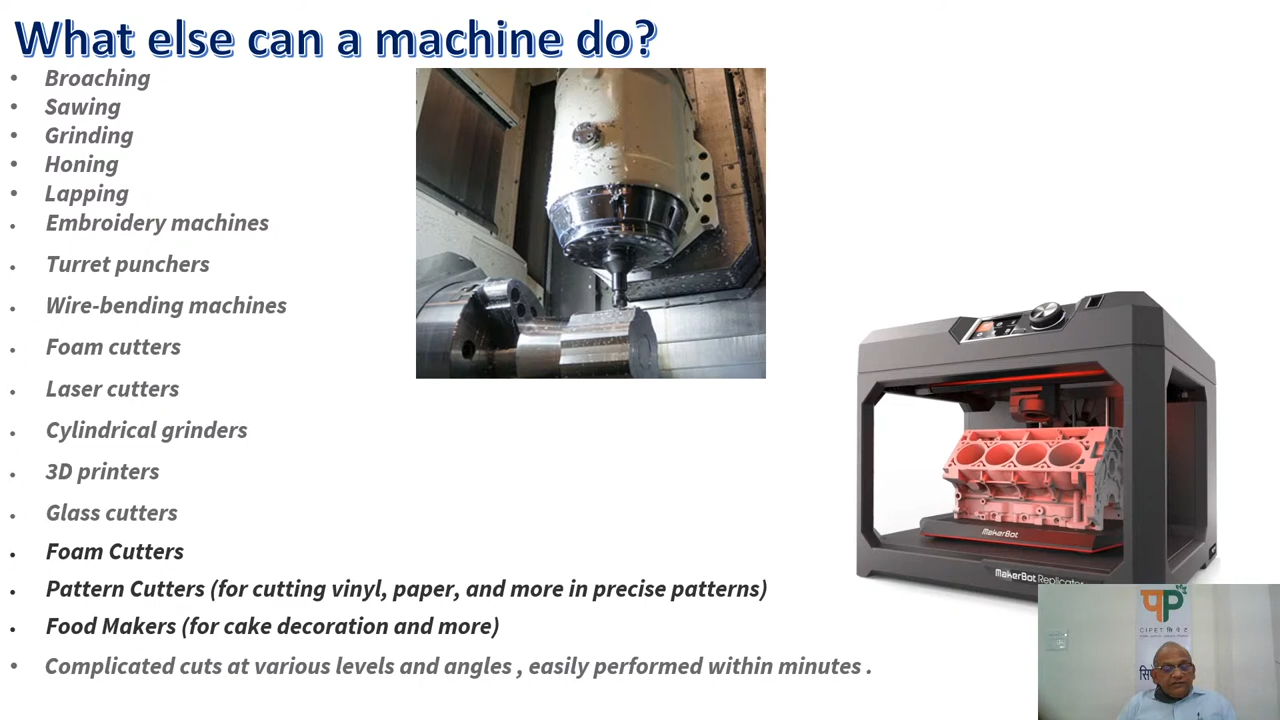 What else can a machine do?
• Broaching
• Sawing
• Grinding
• Honing
• Lapping
• Embroidery machines
• Turret punchers
• Wire-bending machines
• Foam cutters
• Laser cutters
• Cylindrical grinders
• 3D printers
• Glass cutters
• Foam Cutters
• Pattern Cutters (for cutting vinyl, paper, and more in precise patterns)
• Food Makers (for cake decoration and more)
• Complicated cuts at various levels and angles , easily performed within minutes .
MakerBot
MakerBot Replicator
CIPET सिपेट